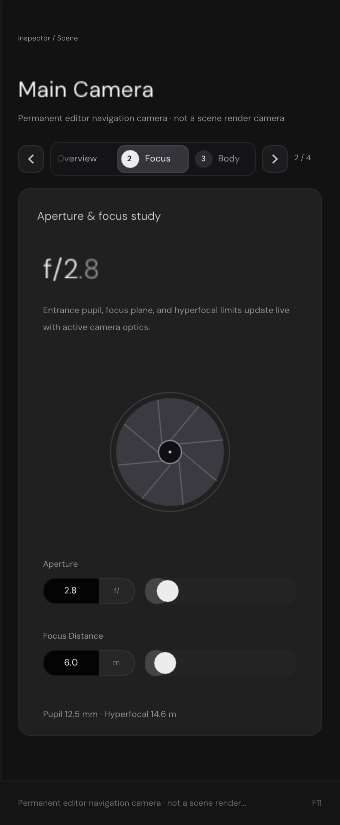 Inspector / Scene
Main Camera
Permanent editor navigation camera · not a scene render camera
Overview
2 Focus
3 Body
2 / 4
Aperture & focus study
f/2.8
Entrance pupil, focus plane, and hyperfocal limits update live
with active camera optics.
Aperture
2.8 f/
Focus Distance
6.0 m
Pupil 12.5 mm · Hyperfocal 14.6 m
Permanent editor navigation camera · not a scene render...
F11